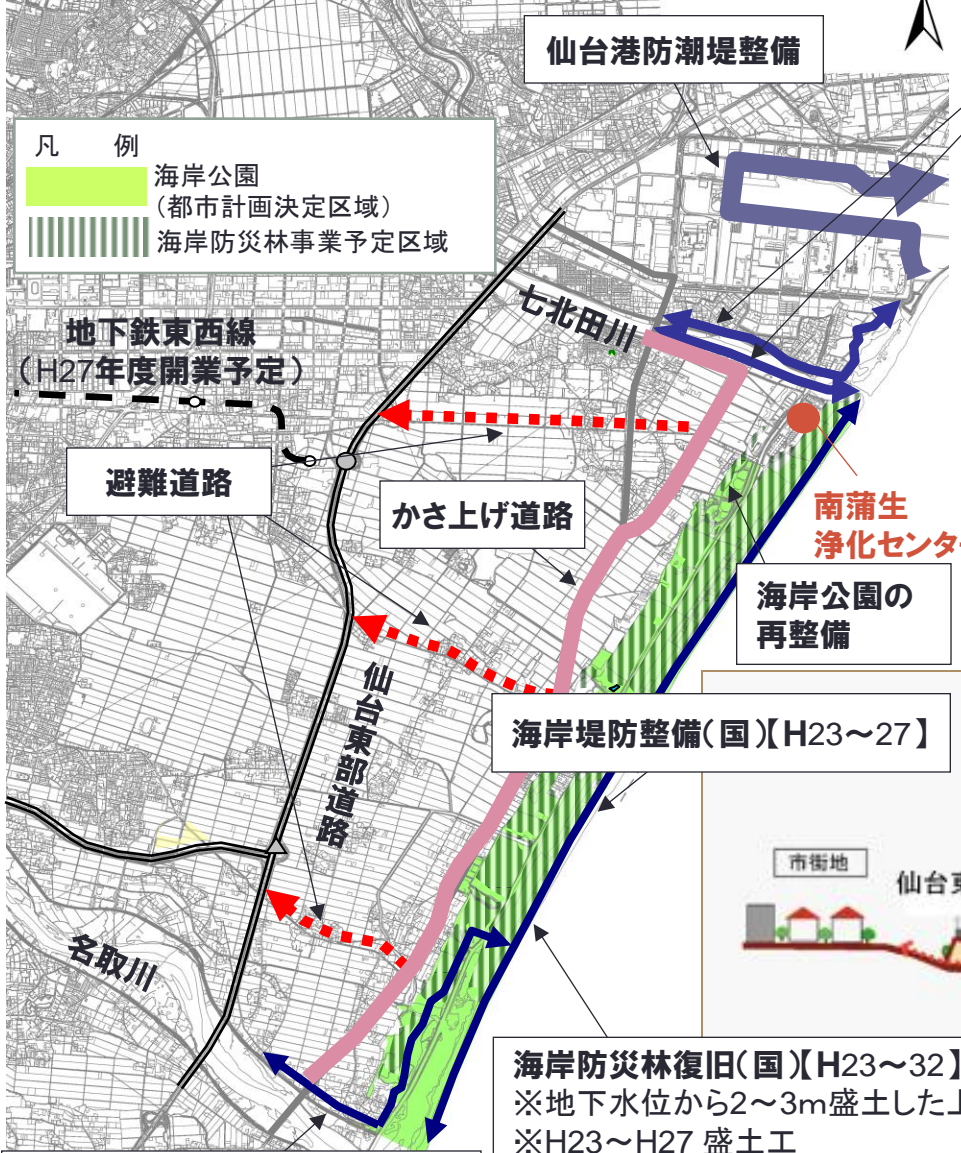 仙台港防潮堤整備
凡　例
海岸公園
(都市計画決定区域)
海岸防災林事業予定区域
七北田川
地下鉄東西線
(H27年度開業予定)
避難道路
かさ上げ道路
南蒲生
浄化センタ
海岸公園の
再整備
仙台東部道路
海岸堤防整備(国)【H23～27】
市街地
仙台東
名取川
海岸防災林復旧(国)【H23～32】
※地下水位から2～3m盛土した上
※H23～H27 盛土工